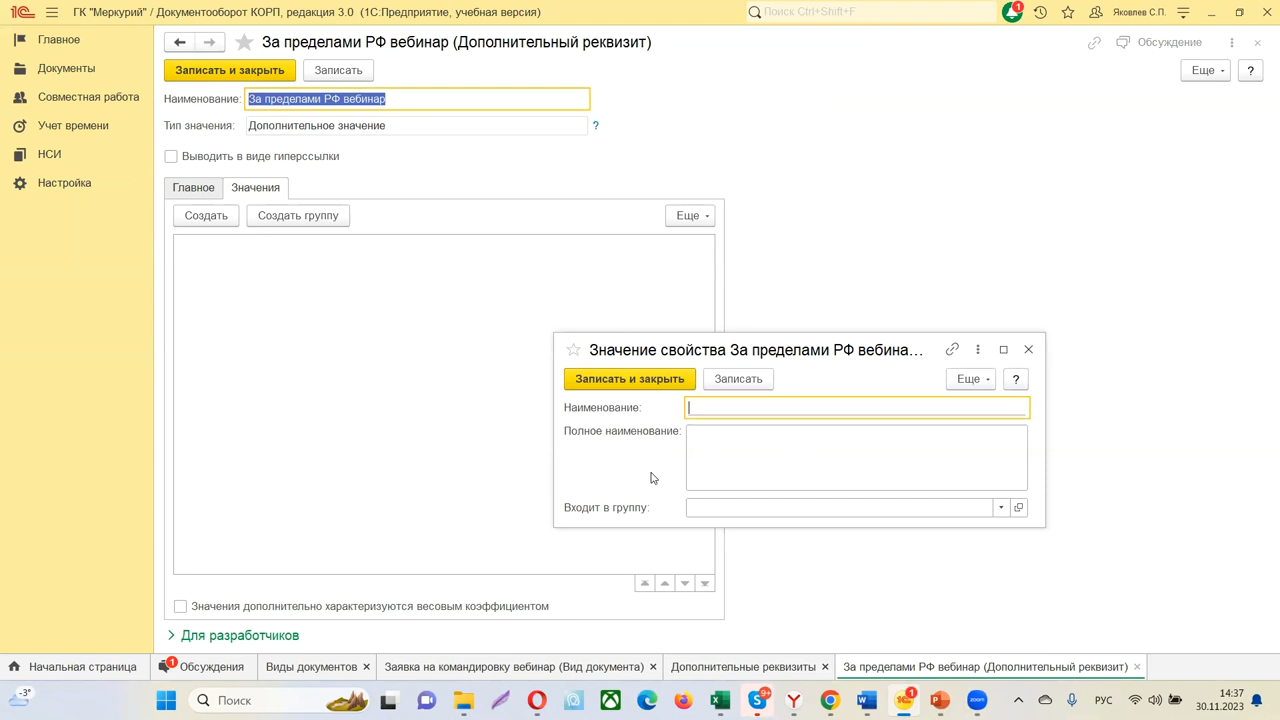 ГК "Меркурий" / Документооборот КОРП, редакция 3.0 (1С:Предприятие, учебная версия)
Поиск Ctrl+Shift+F
1
Яковлев С.П.
Главное
Документы
Совместная работа
Учет времени
НСИ
Настройка
За пределами РФ вебинар (Дополнительный реквизит)
Обсуждение
Записать и закрыть
Записать
Еще
?
Наименование:
За пределами РФ вебинар
Тип значения:
Дополнительное значение
?
Выводить в виде гиперссылки
Главное
Значения
Создать
Создать группу
Еще
Значение свойства За пределами РФ вебина...
Записать и закрыть
Записать
Еще
?
Наименование:
Полное наименование:
Входит в группу:
Значения дополнительно характеризуются весовым коэффициентом
Для разработчиков
Начальная страница
1
Обсуждения
Виды документов
Заявка на командировку вебинар (Вид документа)
Дополнительные реквизиты
За пределами РФ вебинар (Дополнительный реквизит)
-3°
Поиск
9+
1
zoom
РУС
14:37
30.11.2023